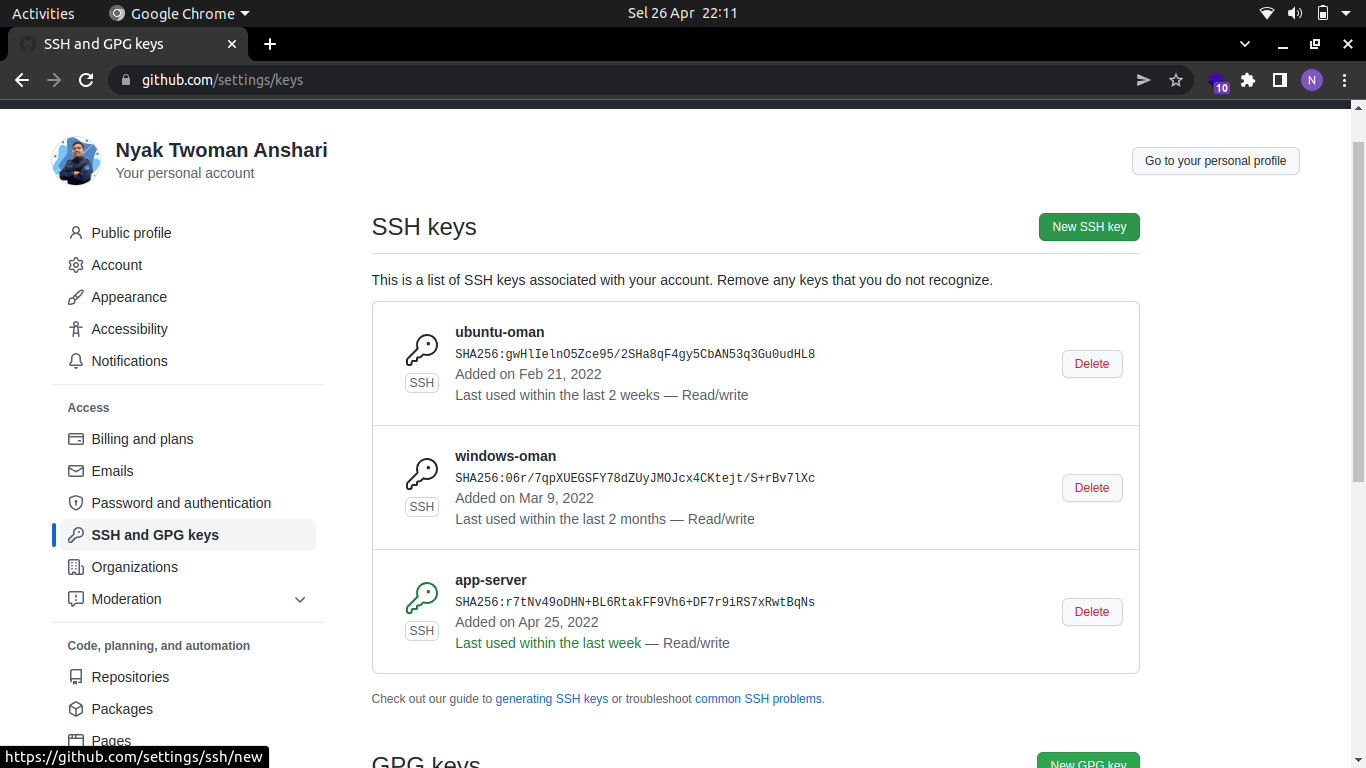 Activities
Google Chrome
Sel 26 Apr 22:11
SSH and GPG keys
github.com/settings/keys
10
N
Nyak Twoman Anshari
Your personal account
Go to your personal profile
Public profile
Account
Appearance
Accessibility
Notifications
Access
Billing and plans
Emails
Password and authentication
SSH and GPG keys
Organizations
Moderation
Code, planning, and automation
Repositories
Packages
Pages
SSH keys
New SSH key
This is a list of SSH keys associated with your account. Remove any keys that you do not recognize.
SSH
ubuntu-oman
SHA256:gwHlIelnO5Zce95/2SHa8qF4gy5CbAN53q3Gu0udHL8
Added on Feb 21, 2022
Last used within the last 2 weeks — Read/write
Delete
SSH
windows-oman
SHA256:06r/7qpXUEGSFY78dZUyJMOJcx4CKtejt/S+rBv7lXc
Added on Mar 9, 2022
Last used within the last 2 months — Read/write
Delete
SSH
app-server
SHA256:r7tNv49oDHN+BL6RtakFF9Vh6+DF7r9iRS7xRwtBqNs
Added on Apr 25, 2022
Last used within the last week — Read/write
Delete
Check out our guide to generating SSH keys or troubleshoot common SSH problems.
GPG keys
New GPG key
https://github.com/settings/ssh/new